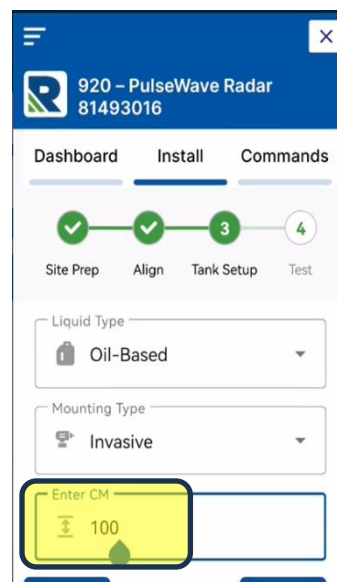 920 – PulseWave Radar
81493016
Dashboard Install Commands
3 4
Site Prep Align Tank Setup Test
Liquid Type
Oil-Based
Mounting Type
Invasive
Enter CM
100